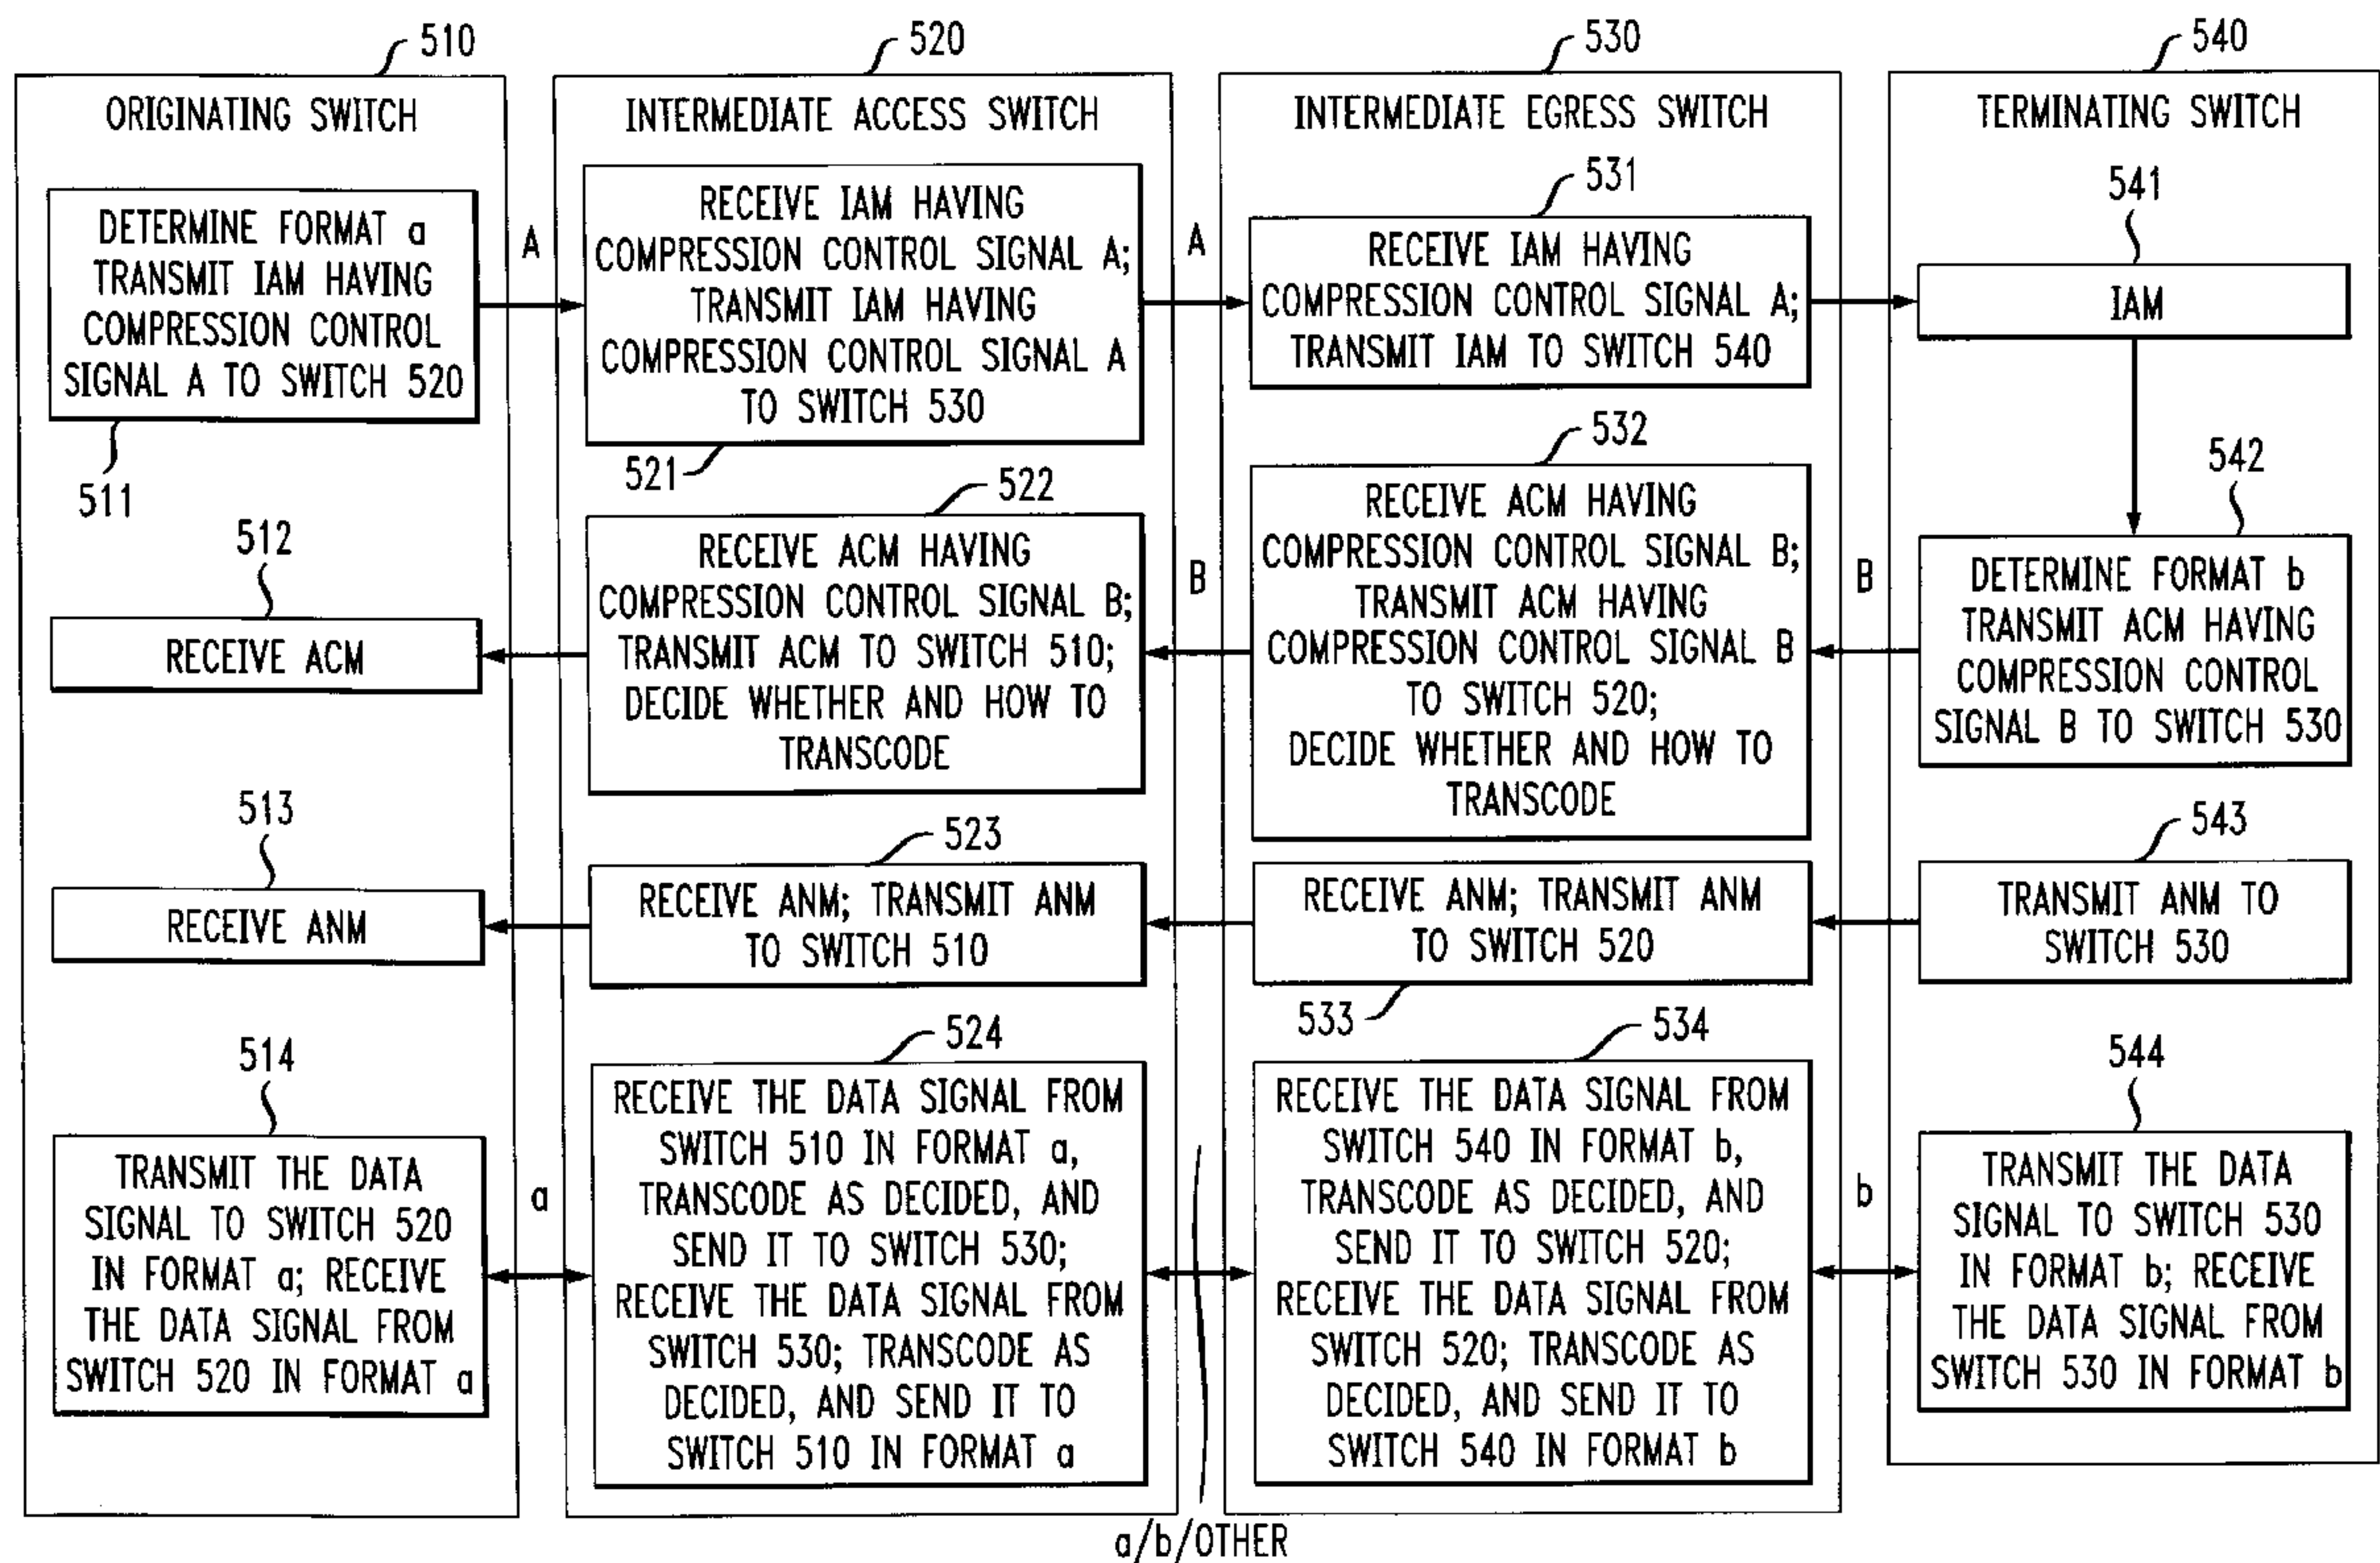 510
520
530
540
ORIGINATING SWITCH
INTERMEDIATE ACCESS SWITCH
INTERMEDIATE EGRESS SWITCH
TERMINATING SWITCH
DETERMINE FORMAT a
TRANSMIT IAM HAVING
COMPRESSION CONTROL
SIGNAL A TO SWITCH 520
511
A
RECEIVE IAM HAVING
COMPRESSION CONTROL SIGNAL A;
TRANSMIT IAM HAVING
COMPRESSION CONTROL SIGNAL A
TO SWITCH 530
521
A
531
RECEIVE IAM HAVING
COMPRESSION CONTROL SIGNAL A;
TRANSMIT IAM TO SWITCH 540
541
IAM
512
RECEIVE ACM
522
RECEIVE ACM HAVING
COMPRESSION CONTROL SIGNAL B;
TRANSMIT ACM TO SWITCH 510;
DECIDE WHETHER AND HOW TO
TRANSCODE
B
532
RECEIVE ACM HAVING
COMPRESSION CONTROL SIGNAL B;
TRANSMIT ACM HAVING
COMPRESSION CONTROL SIGNAL B
TO SWITCH 520;
DECIDE WHETHER AND HOW TO
TRANSCODE
B
542
DETERMINE FORMAT b
TRANSMIT ACM HAVING
COMPRESSION CONTROL
SIGNAL B TO SWITCH 530
513
RECEIVE ANM
523
RECEIVE ANM; TRANSMIT ANM
TO SWITCH 510
RECEIVE ANM; TRANSMIT ANM
TO SWITCH 520
533
543
TRANSMIT ANM TO
SWITCH 530
514
TRANSMIT THE DATA
SIGNAL TO SWITCH 520
IN FORMAT a; RECEIVE
THE DATA SIGNAL FROM
SWITCH 520 IN FORMAT a
a
524
RECEIVE THE DATA SIGNAL FROM
SWITCH 510 IN FORMAT a,
TRANSCODE AS DECIDED, AND
SEND IT TO SWITCH 530;
RECEIVE THE DATA SIGNAL FROM
SWITCH 530; TRANSCODE AS
DECIDED, AND SEND IT TO
SWITCH 510 IN FORMAT a
534
RECEIVE THE DATA SIGNAL FROM
SWITCH 540 IN FORMAT b,
TRANSCODE AS DECIDED, AND
SEND IT TO SWITCH 520;
RECEIVE THE DATA SIGNAL FROM
SWITCH 520; TRANSCODE AS
DECIDED, AND SEND IT TO
SWITCH 540 IN FORMAT b
b
544
TRANSMIT THE DATA
SIGNAL TO SWITCH 530
IN FORMAT b; RECEIVE
THE DATA SIGNAL FROM
SWITCH 530 IN FORMAT b
a/b/OTHER